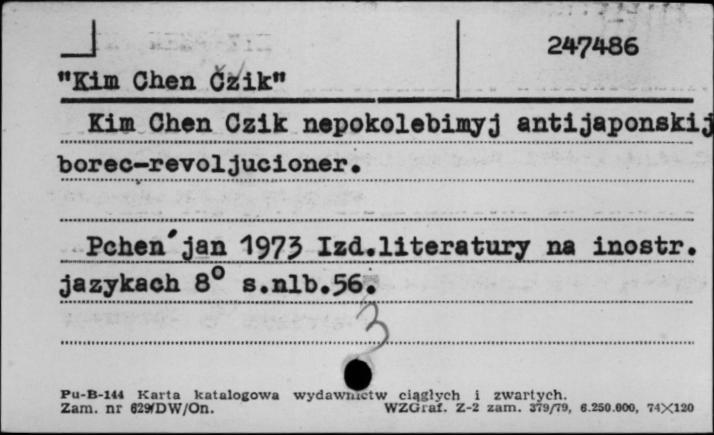 247486
"Kim Chen Czik"
Kim Chen Czik nepokolebimyj antijaponskij
borec-revoljucioner.
Pchen´jan 1973 Izd.literatury na inostr.
jazykach 8° s.nlb.56.
3
Pu-B-144 Karta katalogowa wydawnictw ciągłych i zwartych.
Zam. nr 629/DW/On. WZGraf. Z-2 zam. 379/79, 6.250.000, 74×120